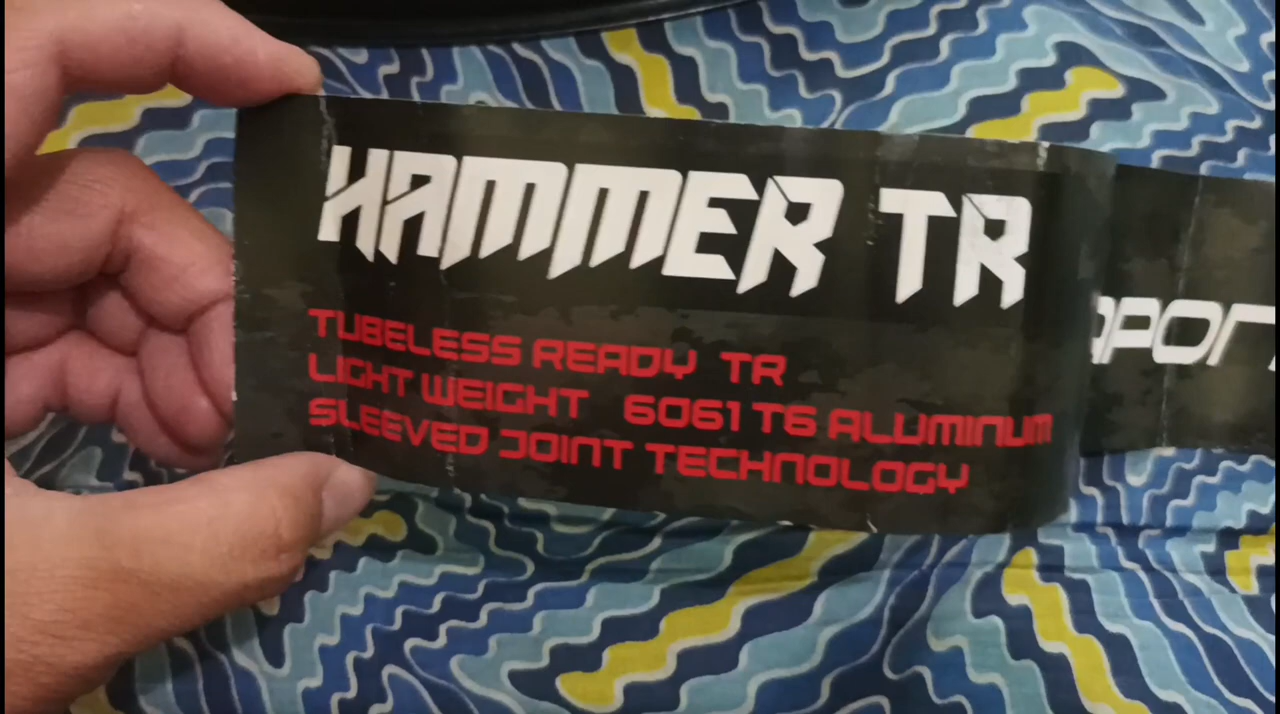 HAMMER TR
TUBELESS READY TR
LIGHT WEIGHT 6061 T6 ALUMINUM
SLEEVED JOINT TECHNOLOGY